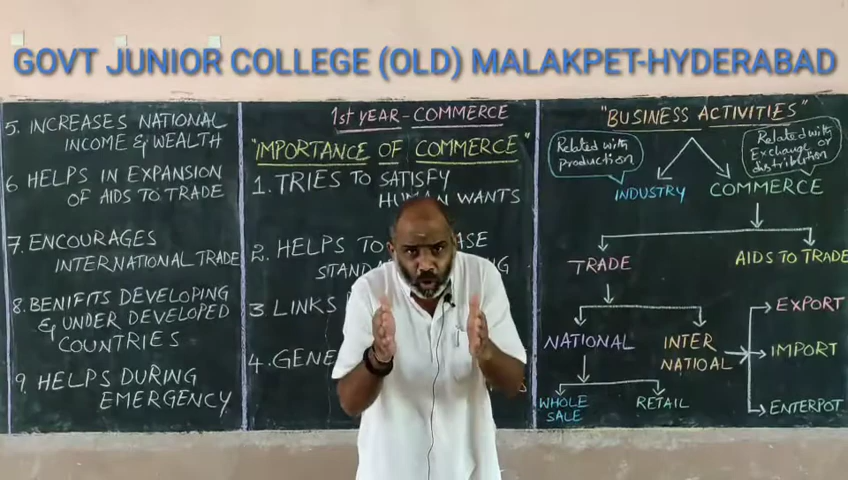 GOVT JUNIOR COLLEGE (OLD) MALAKPET-HYDERABAD
5. INCREASES NATIONAL
INCOME & WEALTH
6 HELPS IN EXPANSION
OF AIDS TO TRADE
7. ENCOURAGES
INTERNATIONAL TRADE
8. BENIFITS DEVELOPING
& UNDER DEVELOPED
COUNTRIES
9 HELPS DURING
EMERGENCY
1st YEAR - COMMERCE
"IMPORTANCE OF COMMERCE"
1. TRIES TO SATISFY
HUMAN WANTS
2. HELPS TO
3 LINKS
4.
"BUSINESS ACTIVITIES"
Related with
production
Related with
Exchange or
distribution
INDUSTRY
COMMERCE
TRADE
AIDS TO TRADE
NATIONAL
INTER
NATIOAL
EXPORT
IMPORT
ENTERPOT
WHOLE
SALE
RETAIL